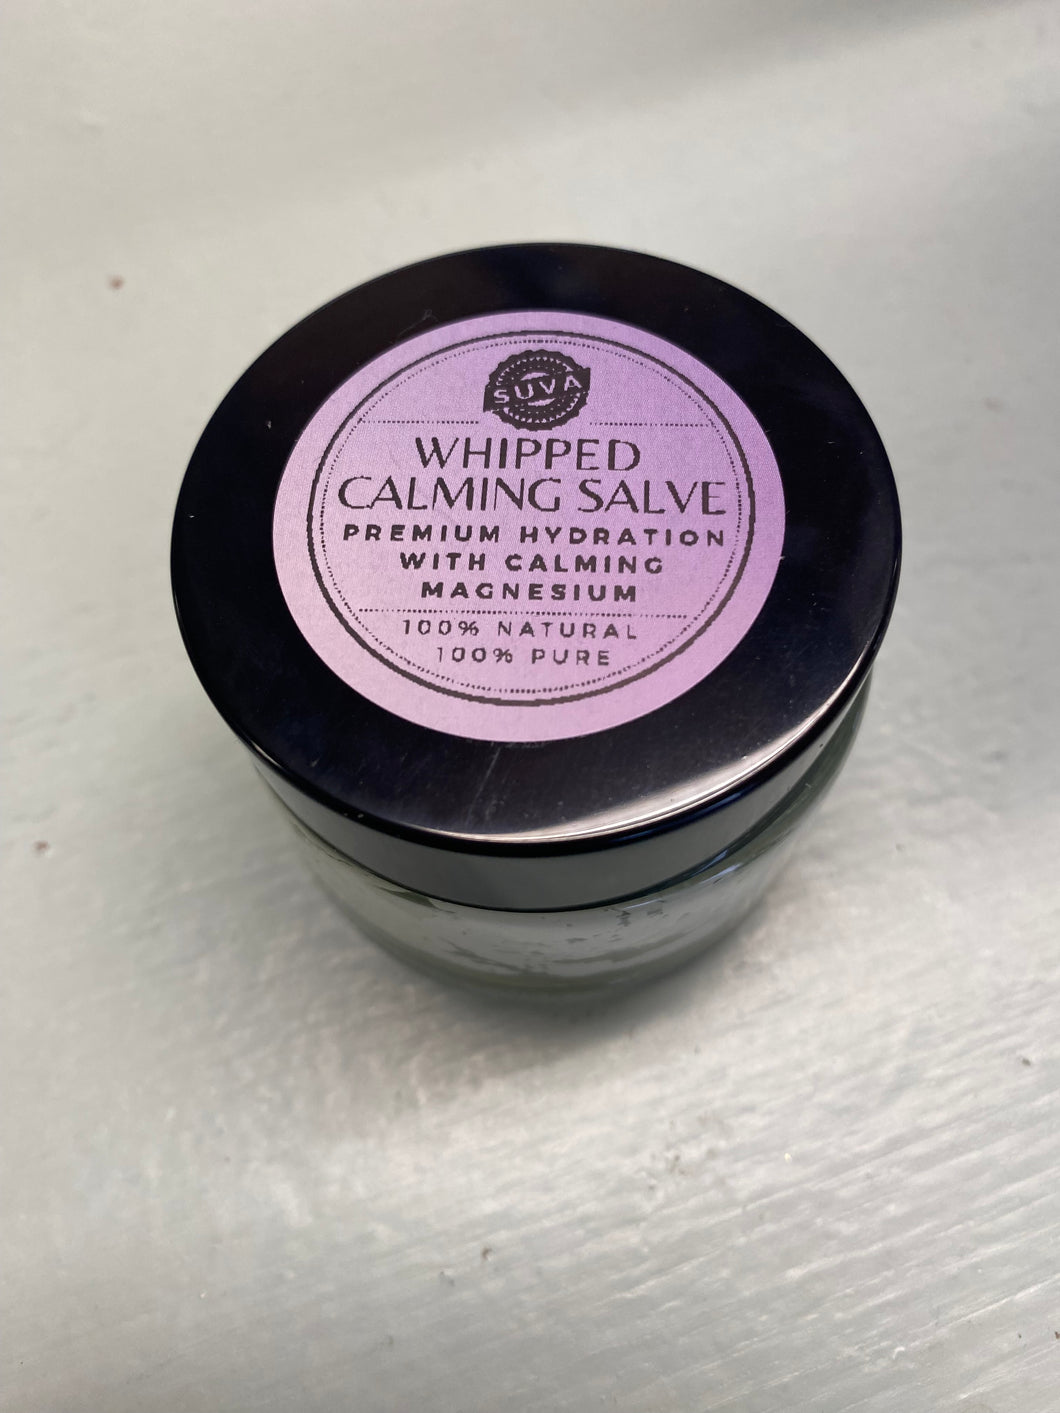 SUVA
WHIPPED
CALMING SALVE
PREMIUM HYDRATION
WITH CALMING
MAGNESIUM
100% NATURAL
100% PURE